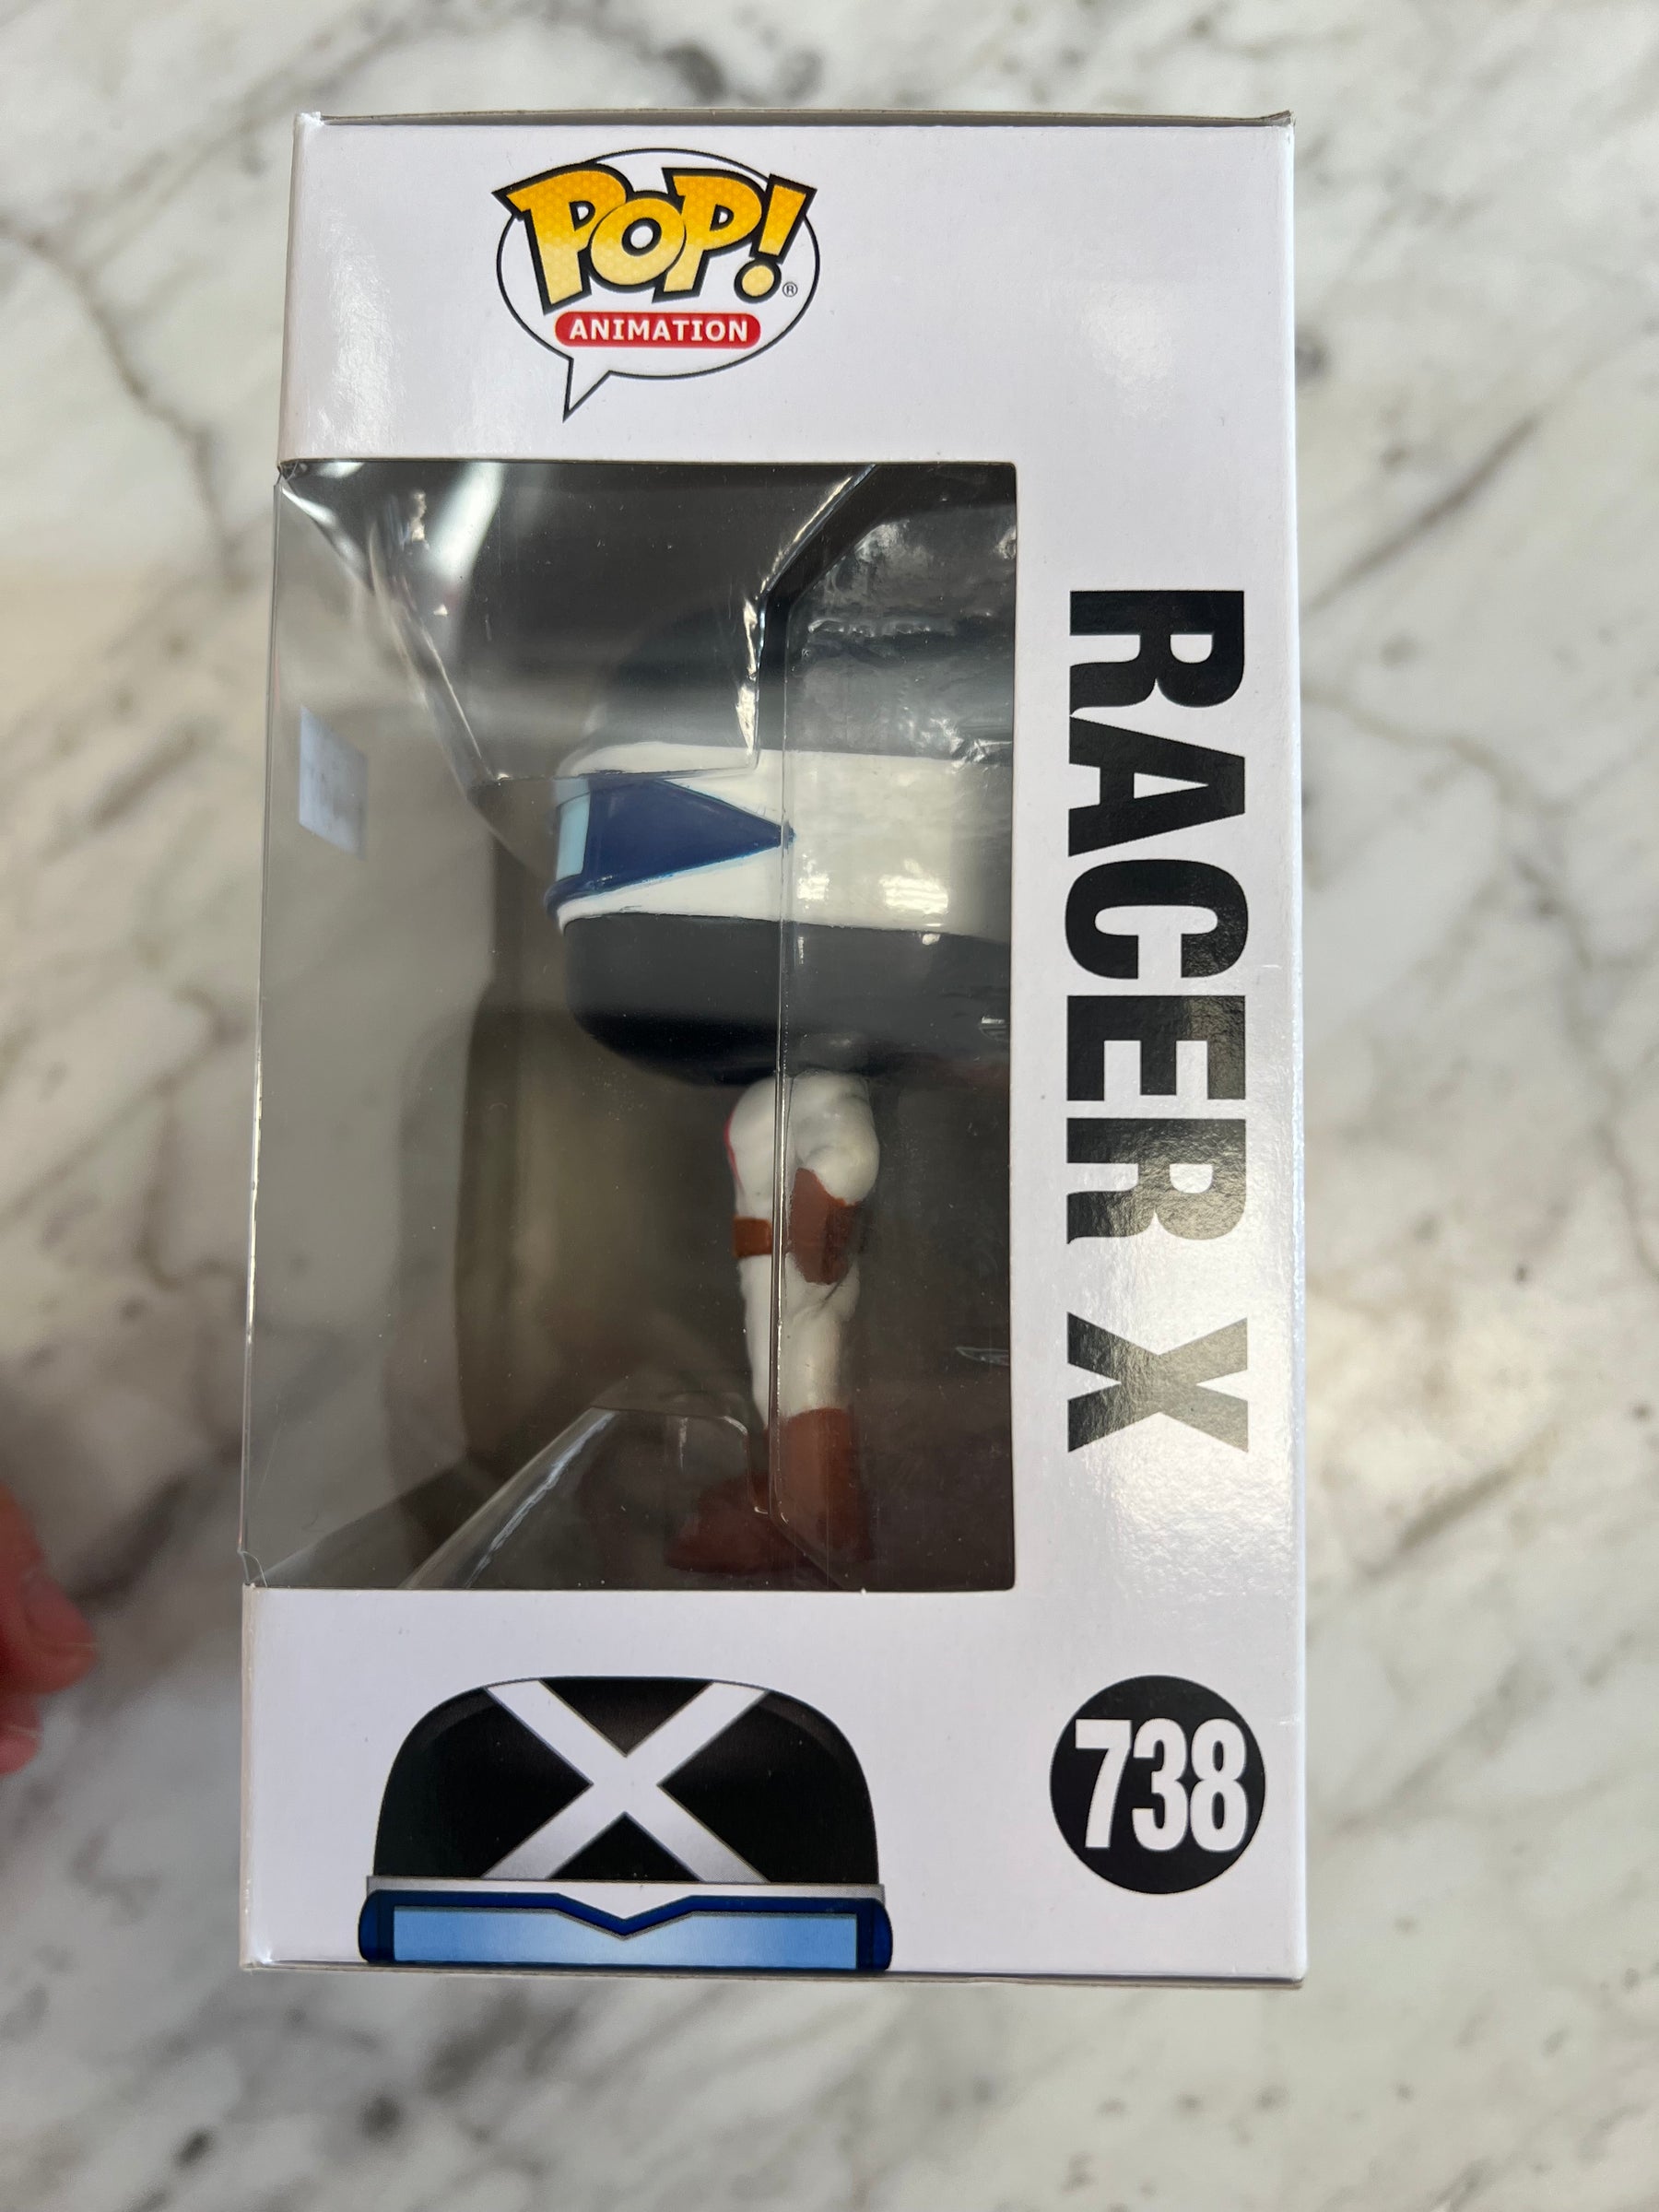 POP!®
ANIMATION
RACER X
738